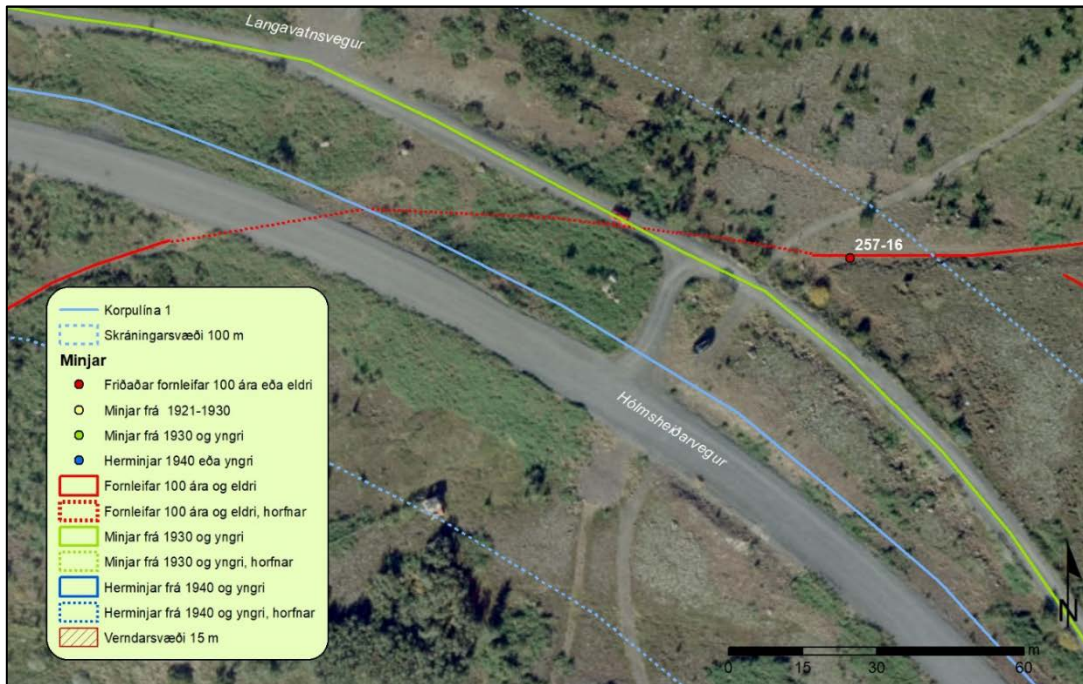 Langavatnsvegur
257-16
Hólmsheiðarvegur
Korpulína 1
Skráningarsvæði 100 m
Minjar
Friðaðar fornleifar 100 ára eða eldri
Minjar frá 1921-1930
Minjar frá 1930 og yngri
Herminjar 1940 eða yngri
Fornleifar 100 ára og eldri
Fornleifar 100 ára og eldri, horfnar
Minjar frá 1930 og yngri
Minjar frá 1930 og yngri, horfnar
Herminjar frá 1940 og yngri
Herminjar frá 1940 og yngri, horfnar
Verndarsvæði 15 m
N
m
0 15 30 60